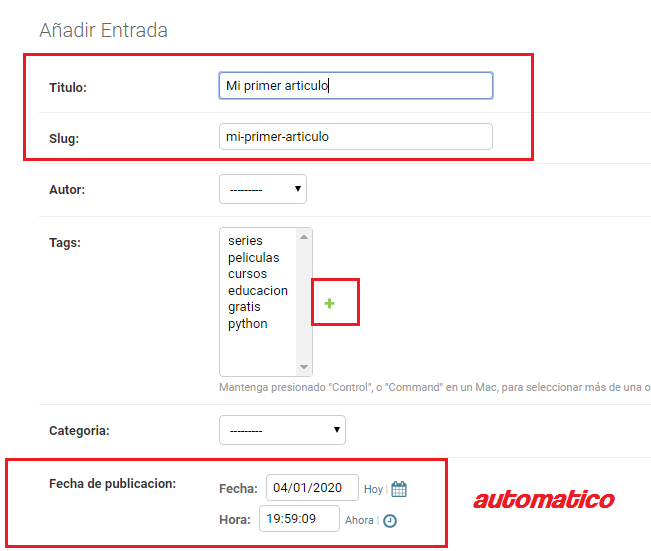 Añadir Entrada
Titulo: Mi primer articulo
Slug: mi-primer-articulo
Autor: ---------
Tags:
series
peliculas
cursos
educacion
gratis
python
Mantenga presionado "Control", o "Command" en un Mac, para seleccionar más de una o
Categoria: ---------
Fecha de publicacion: Fecha: 04/01/2020 Hoy |
Hora: 19:59:09 Ahora |
automatico